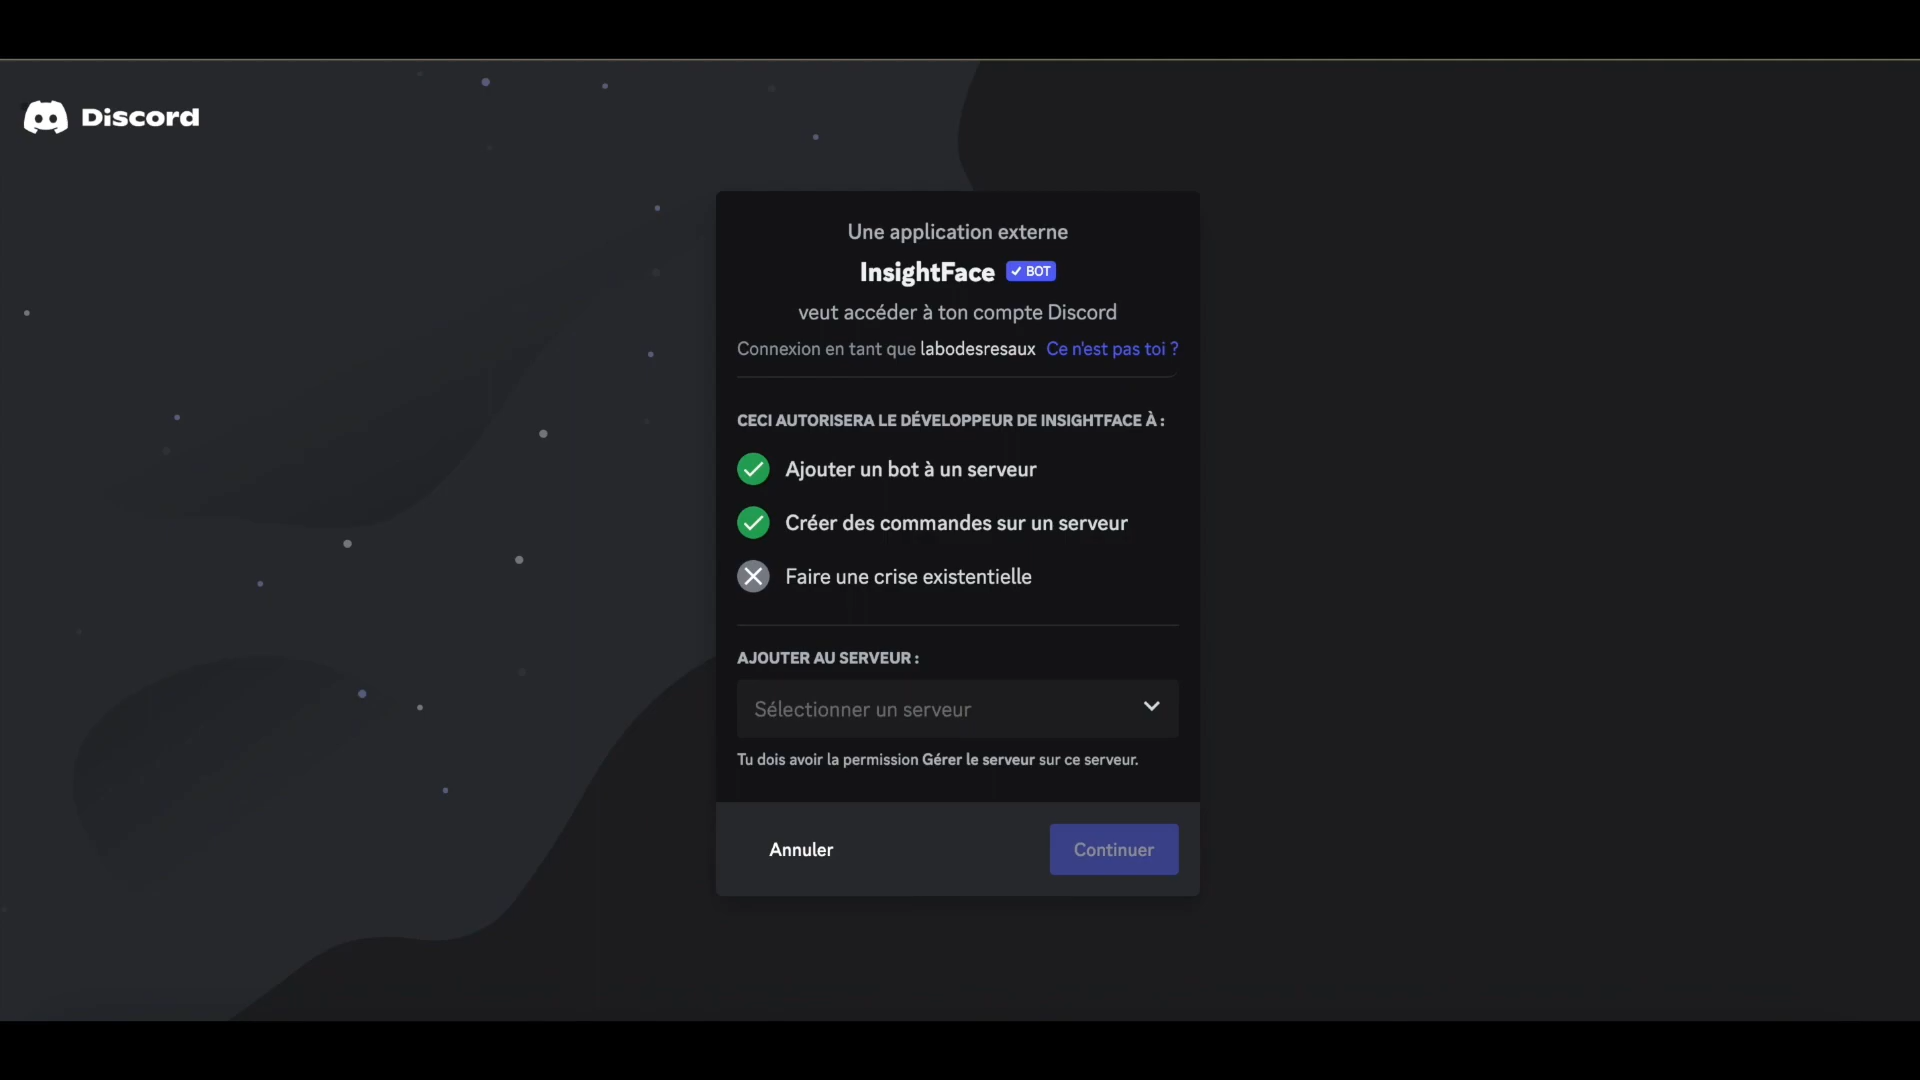 Discord
Une application externe
InsightFace BOT
veut accéder à ton compte Discord
Connexion en tant que labodesresaux Ce n'est pas toi ?
CECI AUTORISERA LE DÉVELOPPEUR DE INSIGHTFACE À :
Ajouter un bot à un serveur
Créer des commandes sur un serveur
Faire une crise existentielle
AJOUTER AU SERVEUR :
Sélectionner un serveur
Tu dois avoir la permission Gérer le serveur sur ce serveur.
Annuler
Continuer